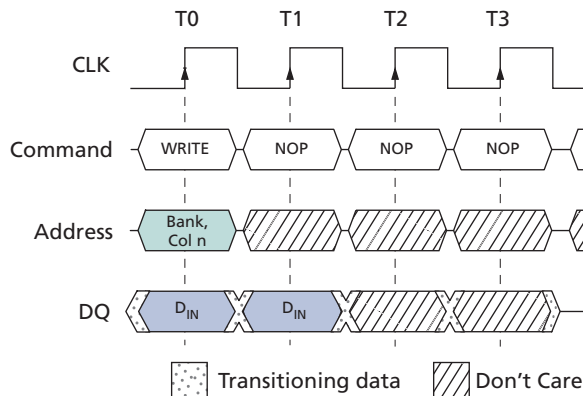 T0 T1 T2 T3
CLK
Command WRITE NOP NOP NOP
Address Bank,
Col n
DQ DIN DIN
Transitioning data Don't Care